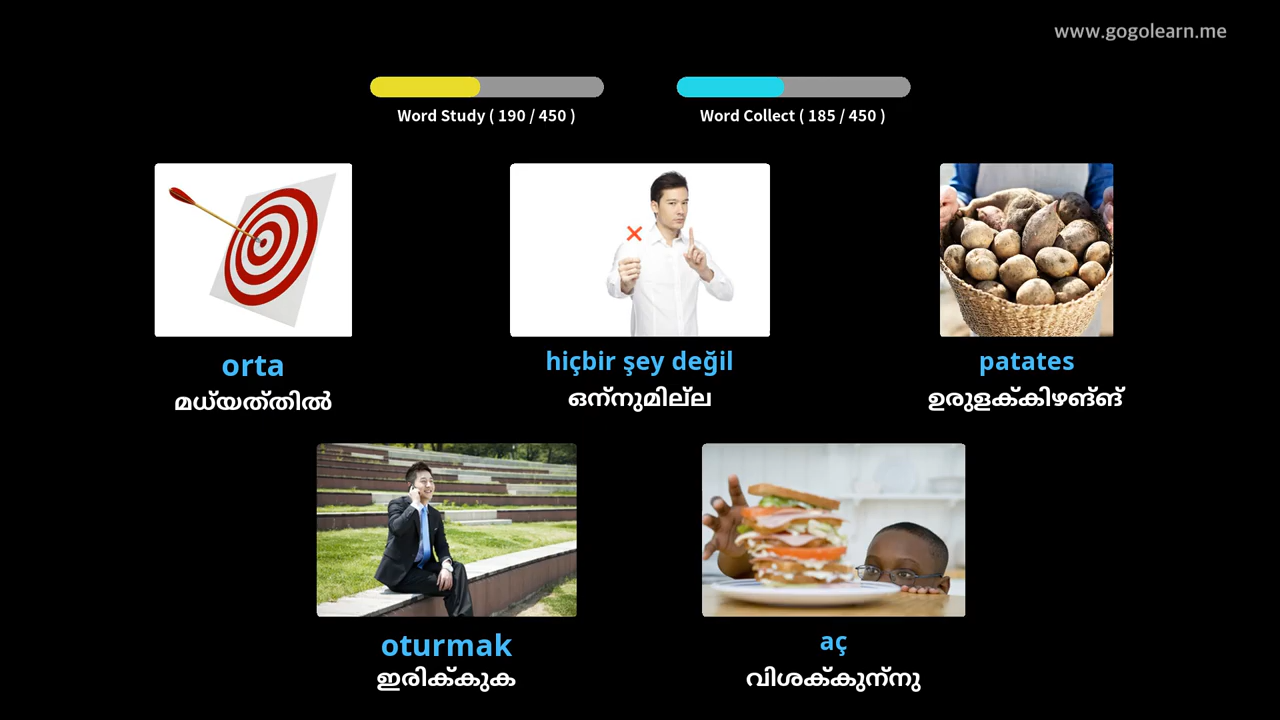 www.gogolearn.me
Word Study ( 190 / 450 )
Word Collect ( 185 / 450 )
orta
മധ്യത്തിൽ
hiçbir şey değil
ഒന്നുമില്ല
patates
ഉരുളക്കിഴങ്ങ്
oturmak
ഇരിക്കുക
aç
വിശക്കുന്നു